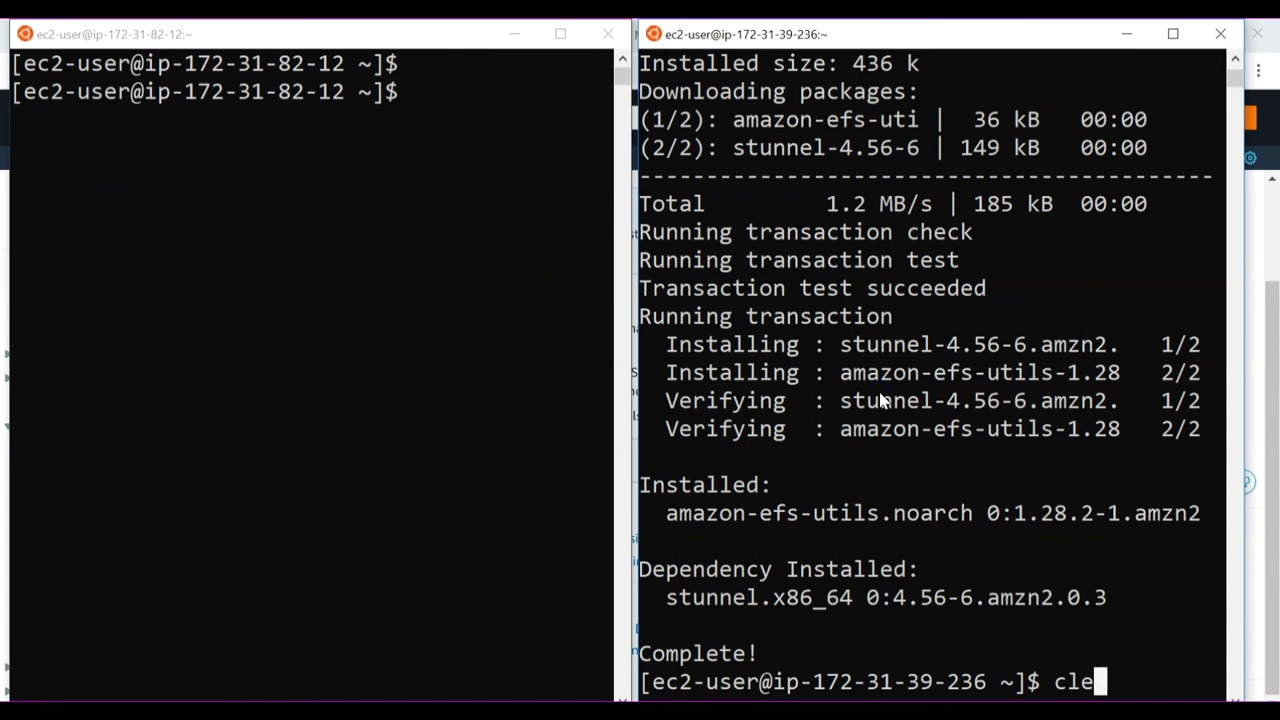 ec2-user@ip-172-31-82-12:~
[ec2-user@ip-172-31-82-12 ~]$
[ec2-user@ip-172-31-82-12 ~]$
ec2-user@ip-172-31-39-236:~
Installed size: 436 k
Downloading packages:
(1/2): amazon-efs-uti | 36 kB 00:00
(2/2): stunnel-4.56-6 | 149 kB 00:00
--------------------------------------------
Total 1.2 MB/s | 185 kB 00:00
Running transaction check
Running transaction test
Transaction test succeeded
Running transaction
Installing : stunnel-4.56-6.amzn2. 1/2
Installing : amazon-efs-utils-1.28 2/2
Verifying : stunnel-4.56-6.amzn2. 1/2
Verifying : amazon-efs-utils-1.28 2/2
Installed:
amazon-efs-utils.noarch 0:1.28.2-1.amzn2
Dependency Installed:
stunnel.x86_64 0:4.56-6.amzn2.0.3
Complete!
[ec2-user@ip-172-31-39-236 ~]$ cle